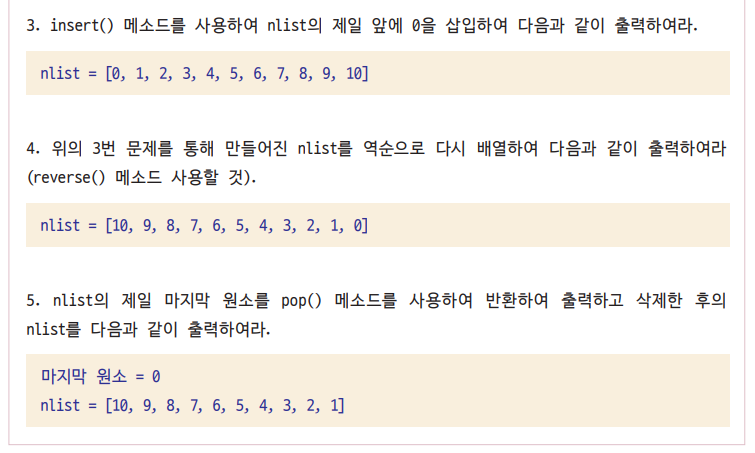 3. insert() 메소드를 사용하여 nlist의 제일 앞에 0을 삽입하여 다음과 같이 출력하여라.
nlist = [0, 1, 2, 3, 4, 5, 6, 7, 8, 9, 10]
4. 위의 3번 문제를 통해 만들어진 nlist를 역순으로 다시 배열하여 다음과 같이 출력하여라
(reverse() 메소드 사용할 것).
nlist = [10, 9, 8, 7, 6, 5, 4, 3, 2, 1, 0]
5. nlist의 제일 마지막 원소를 pop() 메소드를 사용하여 반환하여 출력하고 삭제한 후의
nlist를 다음과 같이 출력하여라.
마지막 원소 = 0
nlist = [10, 9, 8, 7, 6, 5, 4, 3, 2, 1]